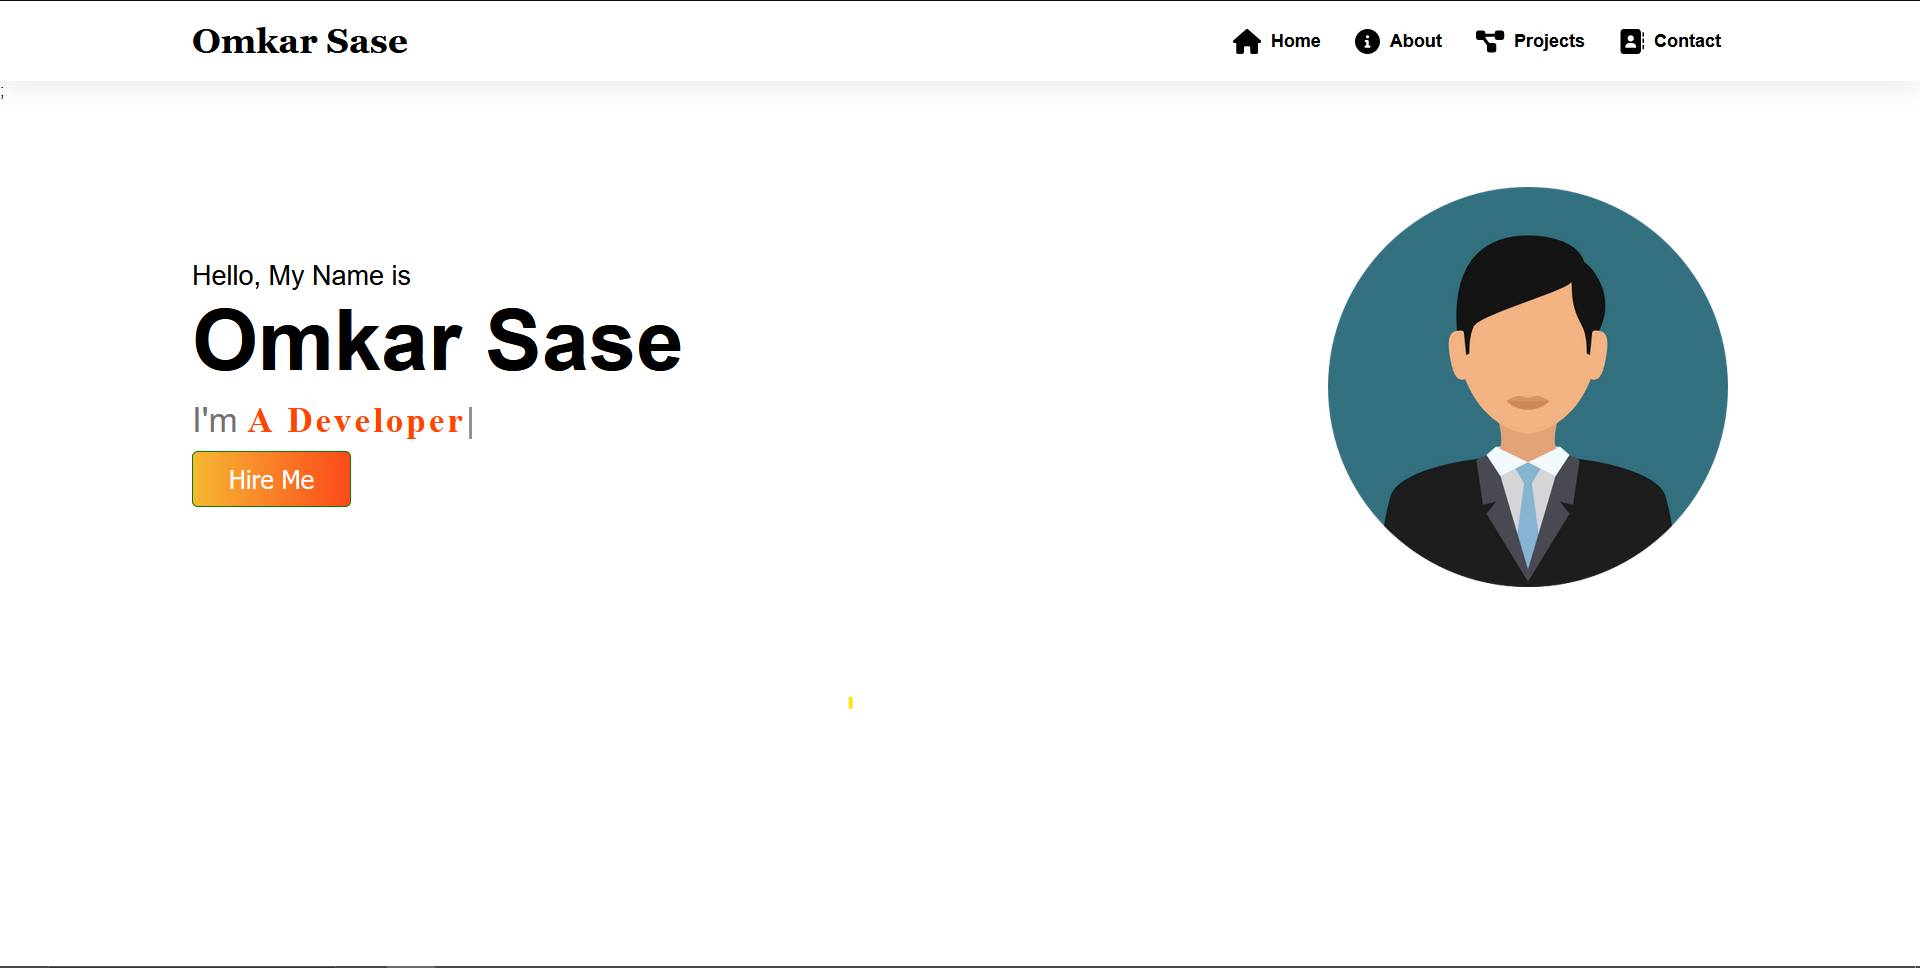 Omkar Sase
Home About Projects Contact
;
Hello, My Name is
Omkar Sase
I'm A Developer|
Hire Me